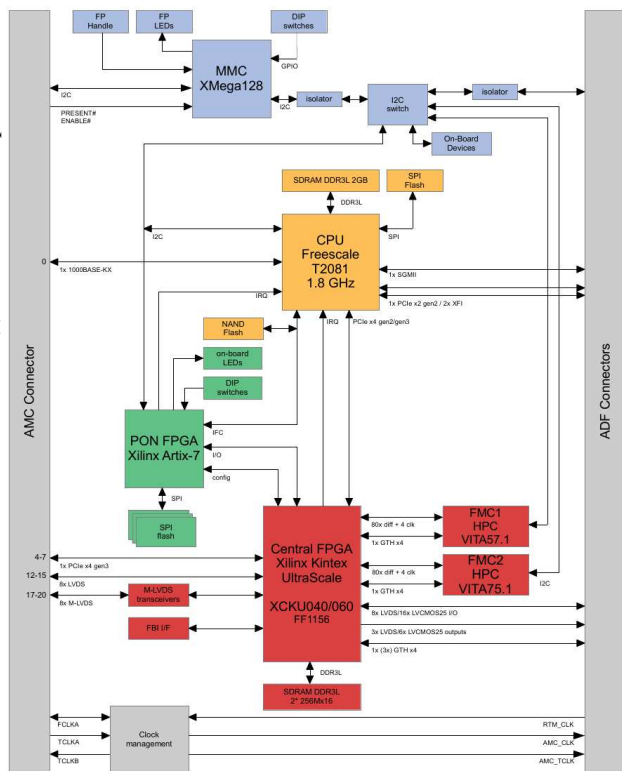 FP
Handle
FP
LEDs
DIP
switches
MMC
XMega128
GPIO
I2C
I2C
isolator
I2C
switch
isolator
PRESENT#
ENABLE#
On-Board
Devices
SDRAM DDR3L 2GB
SPI
Flash
DDR3L
CPU
Freescale
T2081
1.8 GHz
I2C
SPI
0
1x 1000BASE-KX
1x SGMII
IRQ
1x PCIe x2 gen2 / 2x XFI
NAND
Flash
IRQ
PCIe x4 gen2/gen3
on-board
LEDs
DIP
switches
AMC Connector
ADF Connectors
PON FPGA
Xilinx Artix-7
IFC
I/O
config
SPI
SPI
flash
Central FPGA
Xilinx Kintex
UltraScale
XCKU040/060
FF1156
80x diff + 4 clk
1x GTH x4
FMC1
HPC
VITA57.1
80x diff + 4 clk
1x GTH x4
FMC2
HPC
VITA75.1
I2C
4-7
1x PCIe x4 gen3
12-15
8x LVDS
17-20
8x M-LVDS
M-LVDS
transceivers
FBI I/F
8x LVDS/16x LVCMOS25 I/O
3x LVDS/6x LVCMOS25 outputs
1x (3x) GTH x4
DDR3L
SDRAM DDR3L
2* 256Mx16
FCLKA
TCLKA
TCLKB
Clock
management
RTM_CLK
AMC_CLK
AMC_TCLK